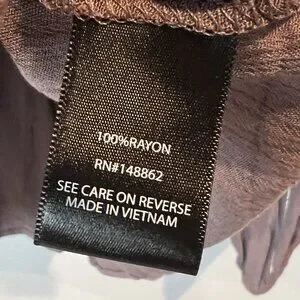 100%RAYON
RN#148862
SEE CARE ON REVERSE
MADE IN VIETNAM